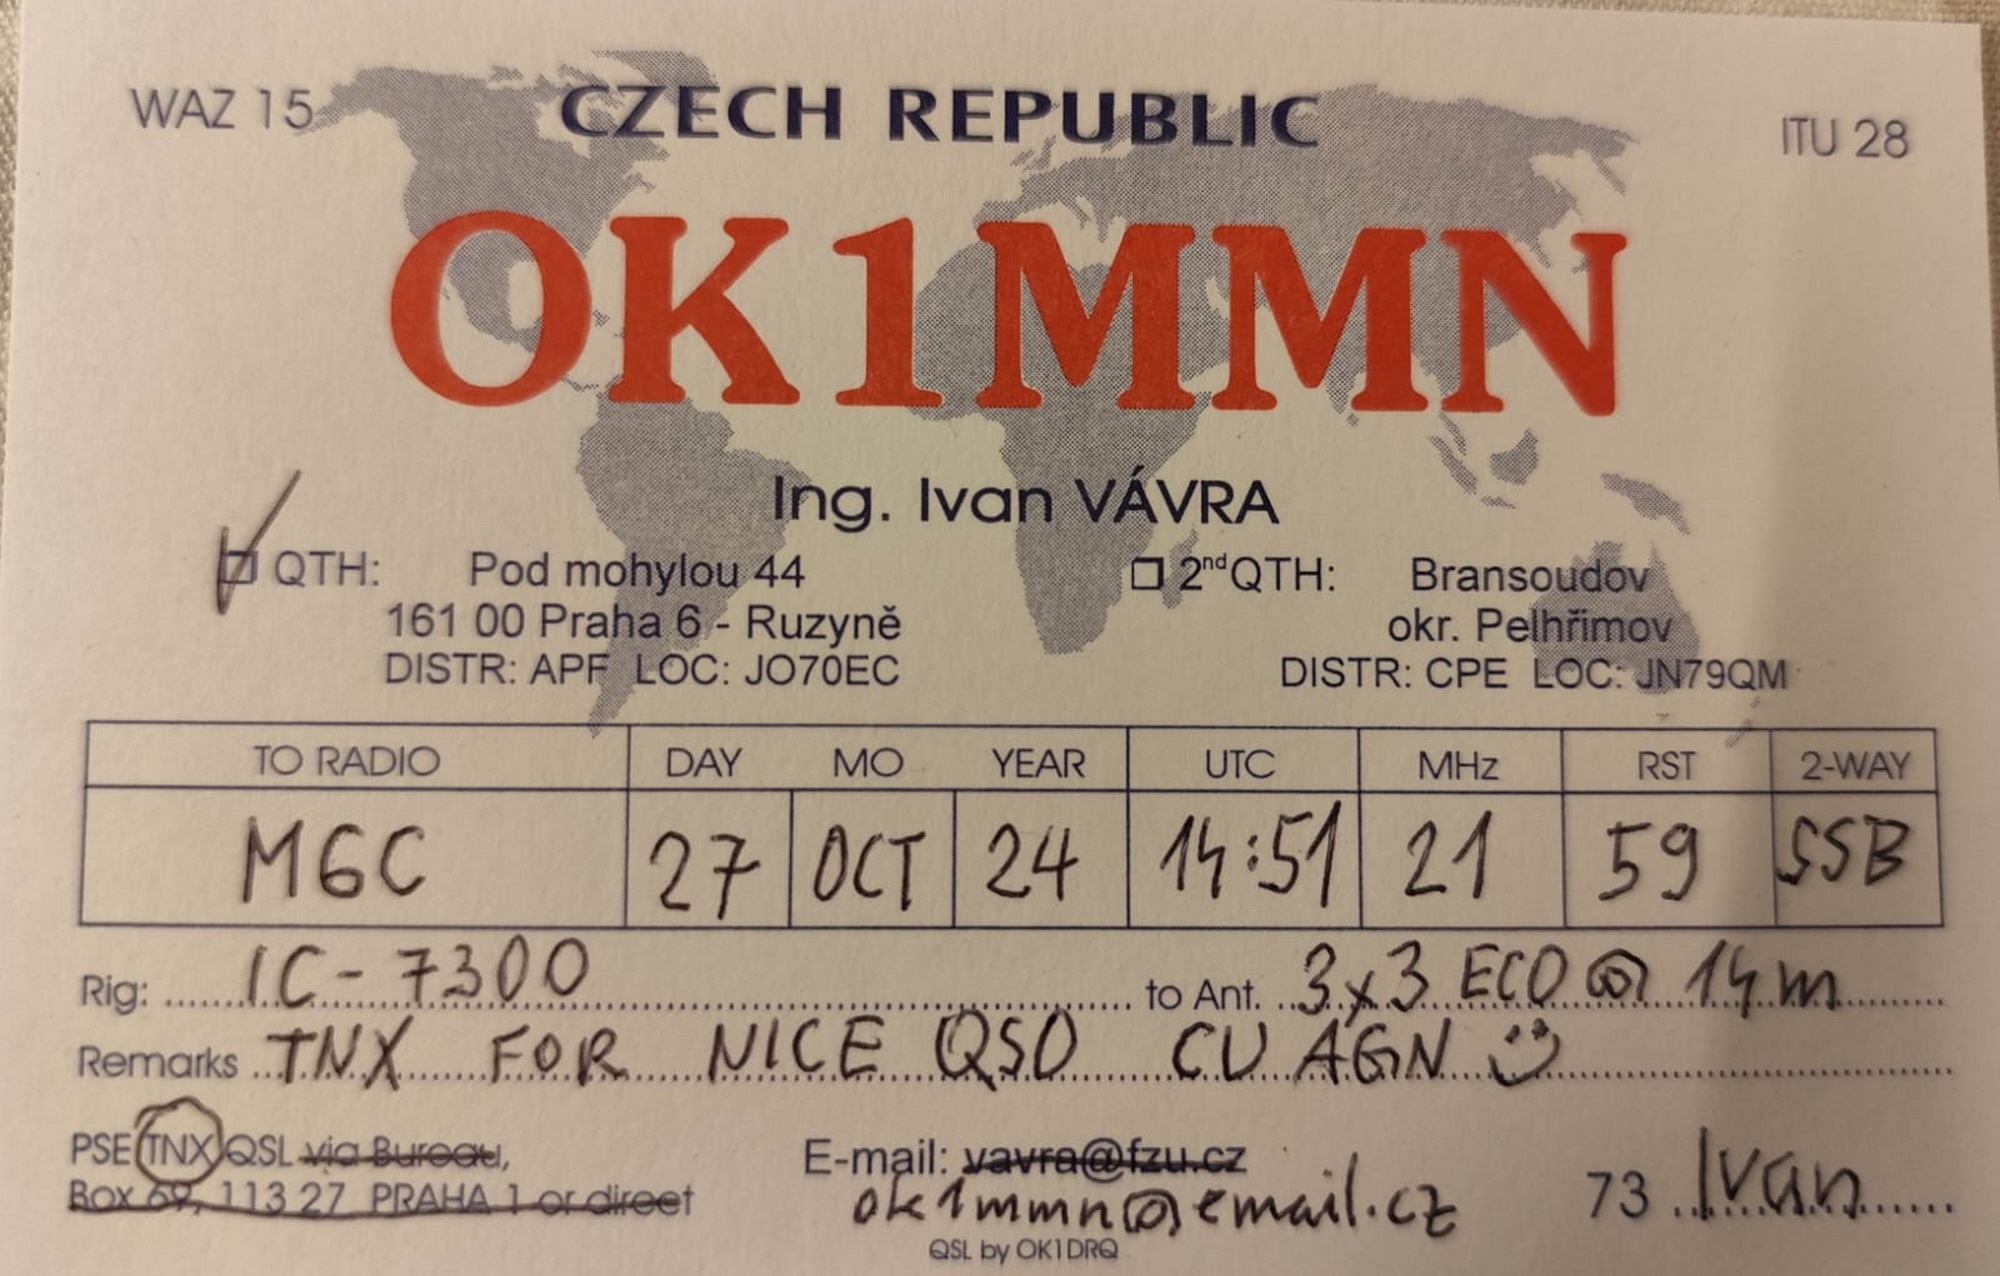 WAZ 15 CZECH REPUBLIC ITU 28
OK1MMN
Ing. Ivan VÁVRA
QTH: Pod mohylou 44
161 00 Praha 6 - Ruzyně
DISTR: APF LOC: JO70EC
2nd QTH: Bransoudov
okr. Pelhřimov
DISTR: CPE LOC: JN79QM
TO RADIO DAY MO YEAR UTC MHz RST 2-WAY
M6C 27 OCT 24 14:51 21 59 SSB
Rig: IC-7300 to Ant. 3x3 ECO @ 14m
Remarks TNX FOR NICE QSO CU AGN
PSE TNX QSL via Bureau,
Box 69, 113 27 PRAHA 1 or direct
E-mail: vavra@fzu.cz
ok1mmn@email.cz
73 Ivan
QSL by OK1DRQ